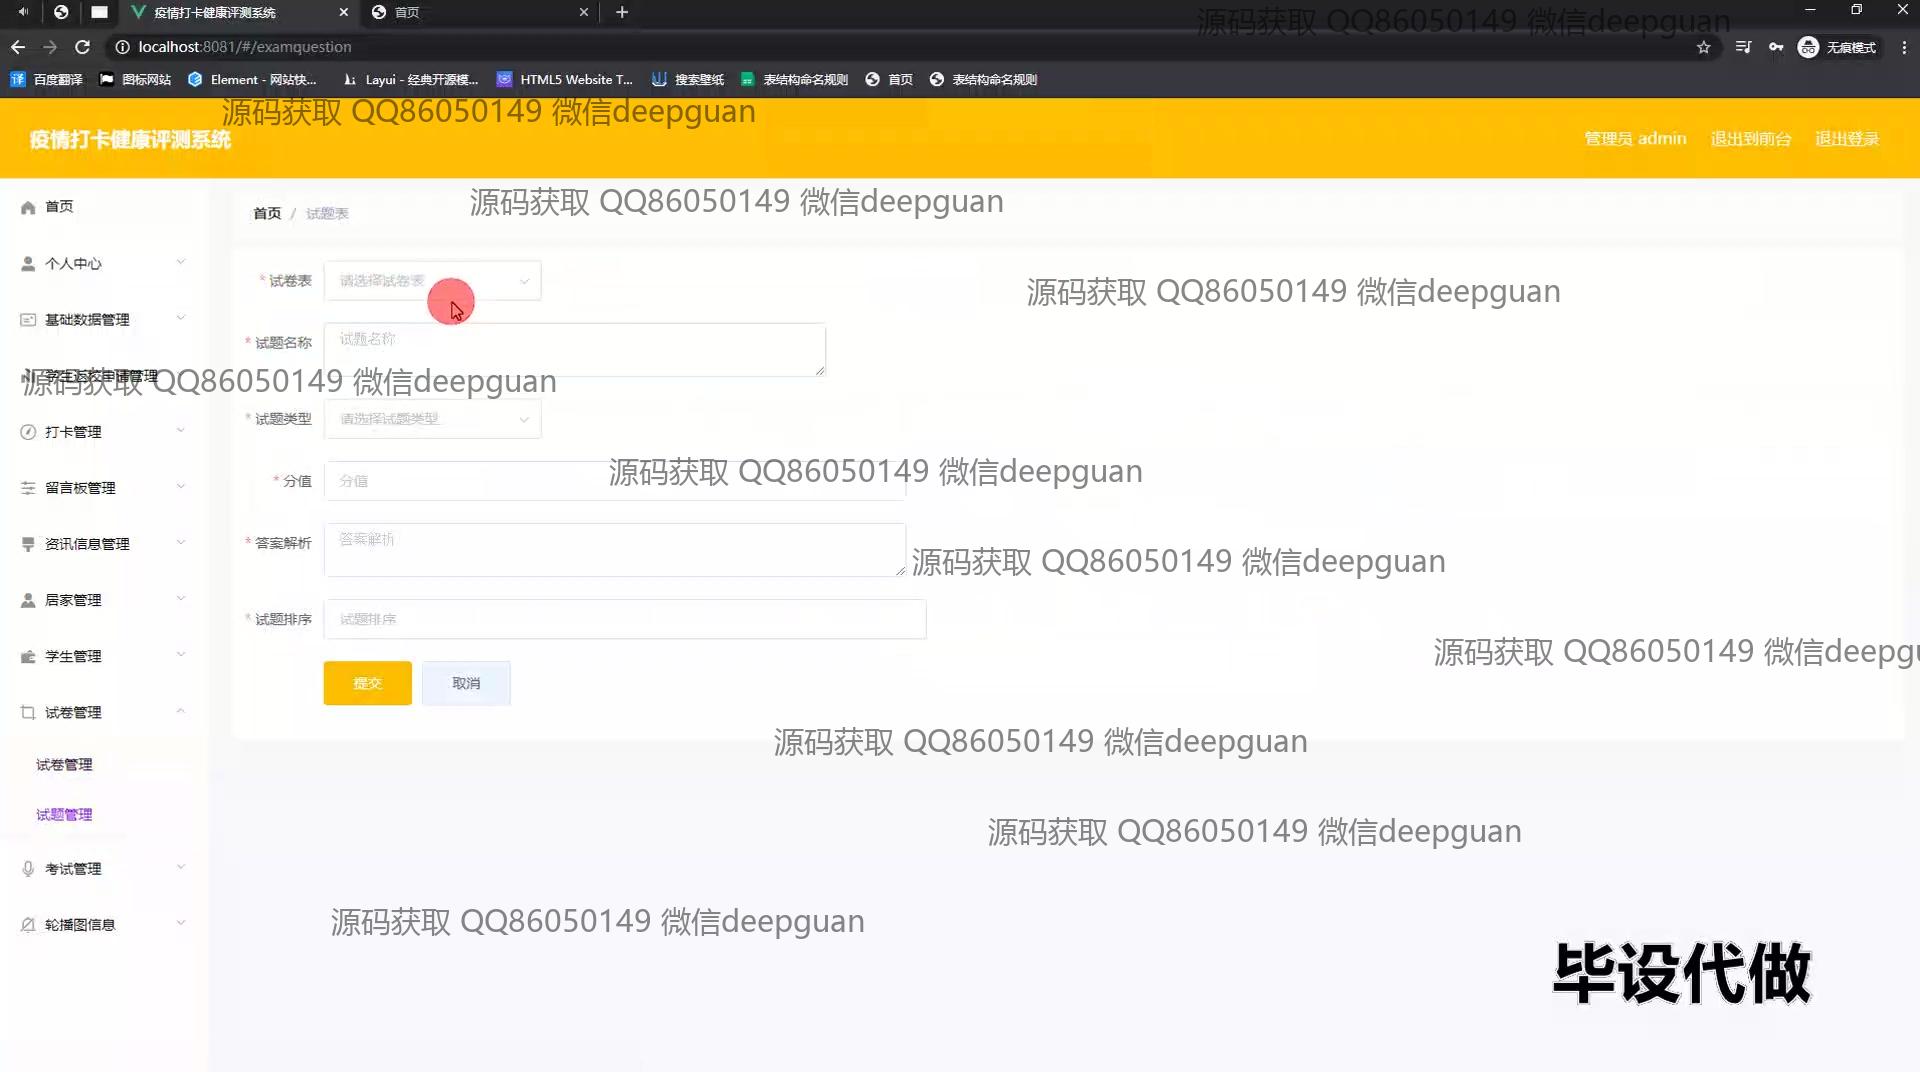 疫情打卡健康评测系统
首页
源码获取 QQ86050149 微信deepguan
localhost:8081/#/examquestion
无痕模式
百度翻译
图标网站
Element - 网站快...
Layui - 经典开源模...
HTML5 Website T...
搜索壁纸
表结构命名规则
首页
表结构命名规则
源码获取 QQ86050149 微信deepguan
疫情打卡健康评测系统
管理员 admin
退出到前台
退出登录
首页
源码获取 QQ86050149 微信deepguan
首页 / 试题表
个人中心
* 试卷表
请选择试卷表
源码获取 QQ86050149 微信deepguan
基础数据管理
* 试题名称
试题名称
学生返校申请管理
源码获取 QQ86050149 微信deepguan
打卡管理
* 试题类型
请选择试题类型
留言板管理
* 分值
分值
源码获取 QQ86050149 微信deepguan
资讯信息管理
* 答案解析
答案解析
源码获取 QQ86050149 微信deepguan
居家管理
* 试题排序
试题排序
学生管理
源码获取 QQ86050149 微信deepgu
提交
取消
试卷管理
源码获取 QQ86050149 微信deepguan
试卷管理
试题管理
源码获取 QQ86050149 微信deepguan
考试管理
轮播图信息
源码获取 QQ86050149 微信deepguan
毕设代做